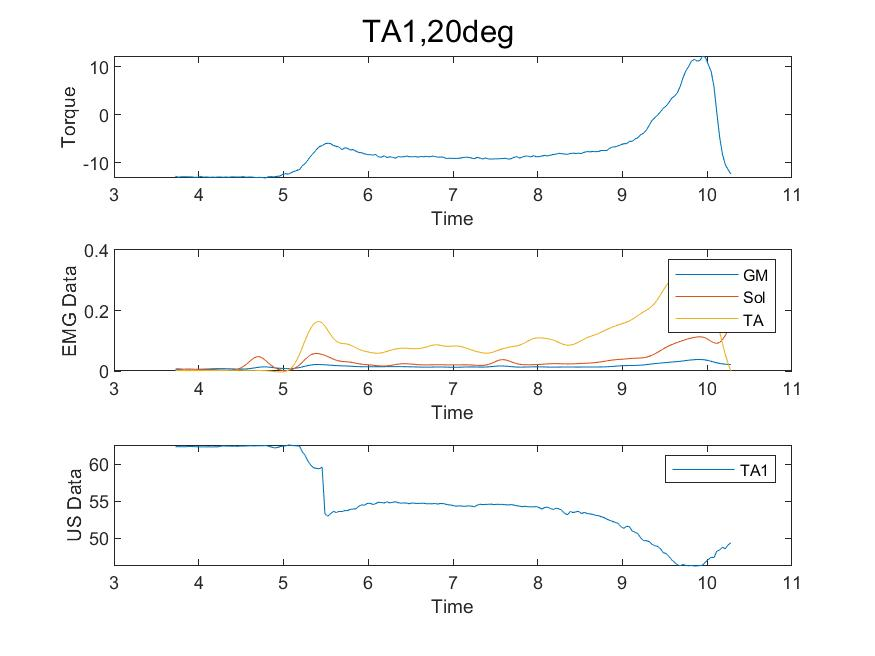 TA1,20deg
10
0
-10
Torque
3 4 5 6 7 8 9 10 11
Time
0.4
0.2
0
EMG Data
GM
Sol
TA
3 4 5 6 7 8 9 10 11
Time
60
55
50
US Data
TA1
3 4 5 6 7 8 9 10 11
Time